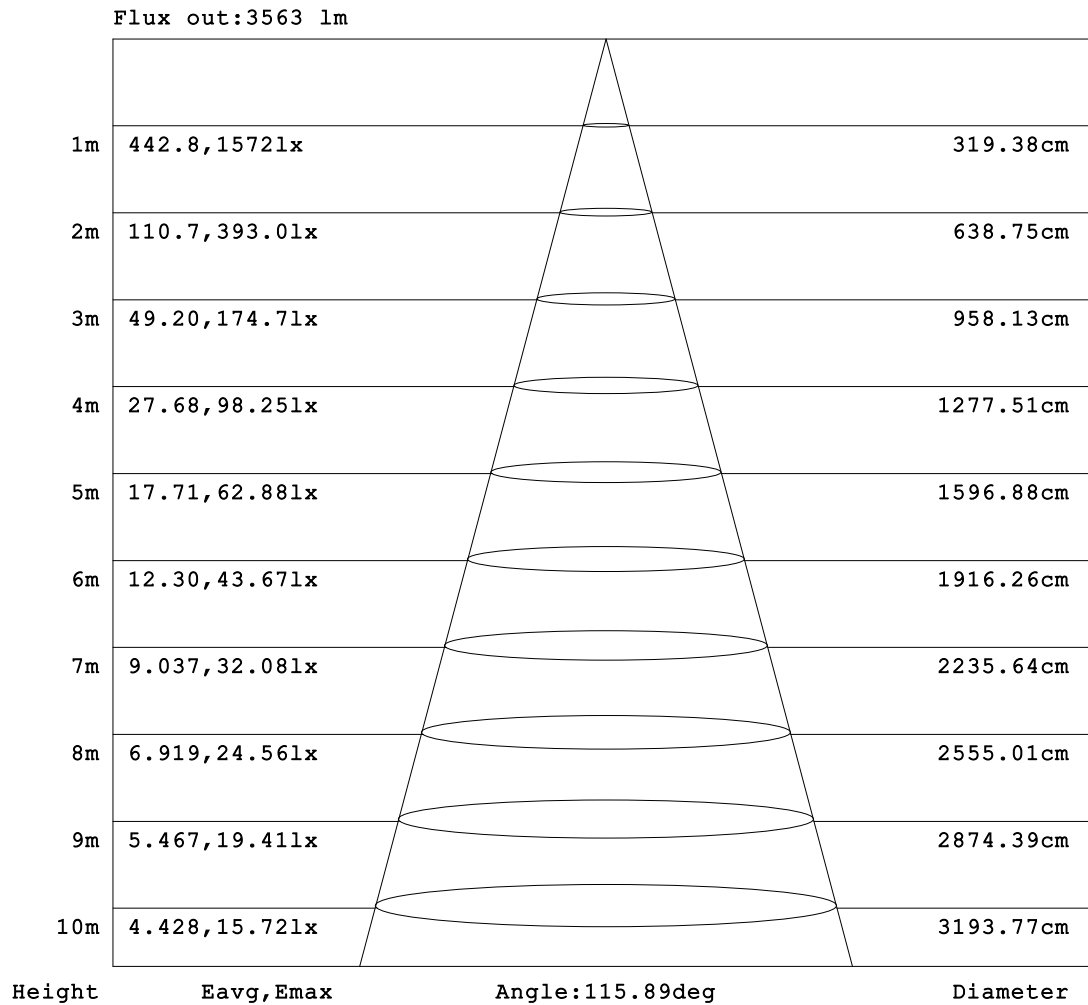 Flux out:3563 lm
1m 442.8,1572lx 319.38cm
2m 110.7,393.0lx 638.75cm
3m 49.20,174.7lx 958.13cm
4m 27.68,98.25lx 1277.51cm
5m 17.71,62.88lx 1596.88cm
6m 12.30,43.67lx 1916.26cm
7m 9.037,32.08lx 2235.64cm
8m 6.919,24.56lx 2555.01cm
9m 5.467,19.41lx 2874.39cm
10m 4.428,15.72lx 3193.77cm
Height Eavg,Emax Angle:115.89deg Diameter